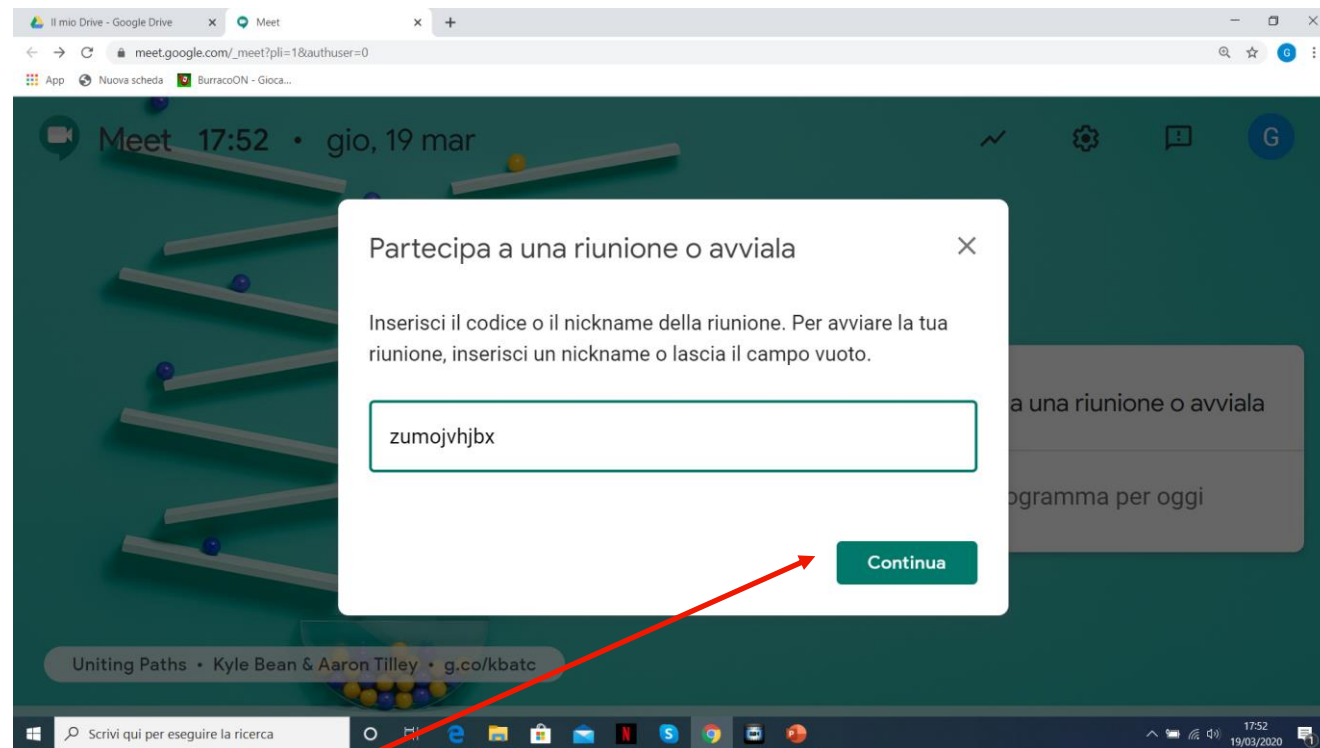 Il mio Drive - Google Drive
Meet
meet.google.com/_meet?pli=1&authuser=0
G
App
Nuova scheda
BurracoON - Gioca...
Meet 17:52 • gio, 19 mar
G
Partecipa a una riunione o avviala
Inserisci il codice o il nickname della riunione. Per avviare la tua
riunione, inserisci un nickname o lascia il campo vuoto.
zumojvhjbx
Continua
a una riunione o avviala
ogramma per oggi
Uniting Paths • Kyle Bean & Aaron Tilley • g.co/kbatc
Scrivi qui per eseguire la ricerca
17:52
19/03/2020